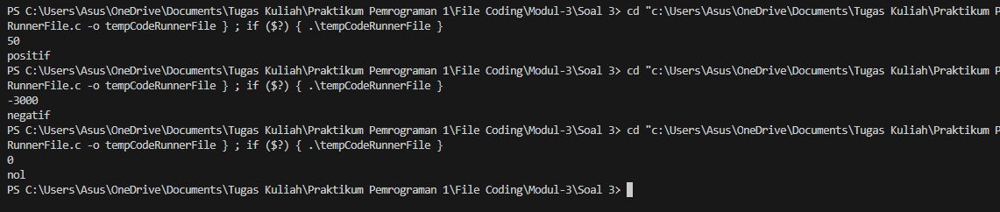 PS C:\Users\Asus\OneDrive\Documents\Tugas Kuliah\Praktikum Pemrograman 1\File Coding\Modul-3\Soal 3> cd "c:\Users\Asus\OneDrive\Documents\Tugas Kuliah\Praktikum P
RunnerFile.c -o tempCodeRunnerFile } ; if ($?) { .\tempCodeRunnerFile }
50
positif
PS C:\Users\Asus\OneDrive\Documents\Tugas Kuliah\Praktikum Pemrograman 1\File Coding\Modul-3\Soal 3> cd "c:\Users\Asus\OneDrive\Documents\Tugas Kuliah\Praktikum P
RunnerFile.c -o tempCodeRunnerFile } ; if ($?) { .\tempCodeRunnerFile }
-3000
negatif
PS C:\Users\Asus\OneDrive\Documents\Tugas Kuliah\Praktikum Pemrograman 1\File Coding\Modul-3\Soal 3> cd "c:\Users\Asus\OneDrive\Documents\Tugas Kuliah\Praktikum P
RunnerFile.c -o tempCodeRunnerFile } ; if ($?) { .\tempCodeRunnerFile }
0
nol
PS C:\Users\Asus\OneDrive\Documents\Tugas Kuliah\Praktikum Pemrograman 1\File Coding\Modul-3\Soal 3>